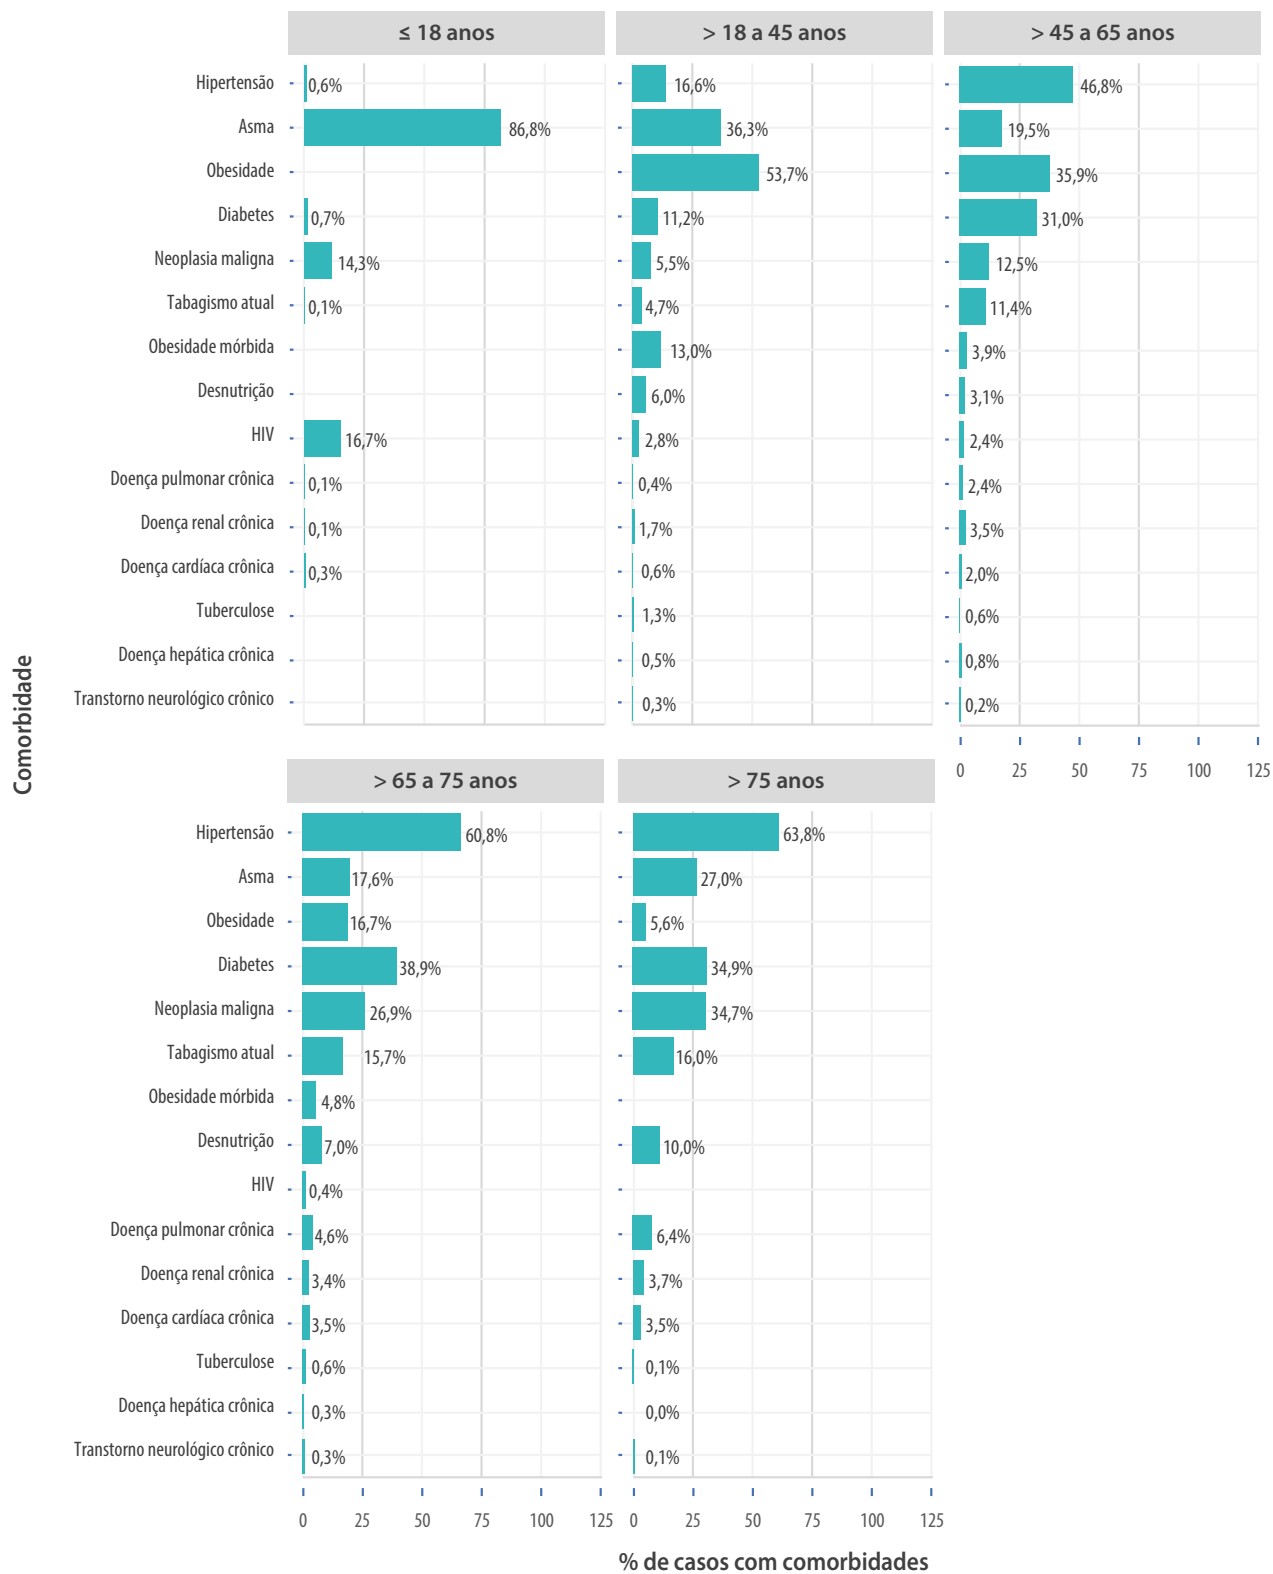 ≤ 18 anos
> 18 a 45 anos
> 45 a 65 anos
Hipertensão 0,6% 16,6% 46,8%
Asma 86,8% 36,3% 19,5%
Obesidade 53,7% 35,9%
Diabetes 0,7% 11,2% 31,0%
Neoplasia maligna 14,3% 5,5% 12,5%
Tabagismo atual 0,1% 4,7% 11,4%
Obesidade mórbida 13,0% 3,9%
Desnutrição 6,0% 3,1%
HIV 16,7% 2,8% 2,4%
Doença pulmonar crônica 0,1% 0,4% 2,4%
Doença renal crônica 0,1% 1,7% 3,5%
Doença cardíaca crônica 0,3% 0,6% 2,0%
Tuberculose 1,3% 0,6%
Doença hepática crônica 0,5% 0,8%
Transtorno neurológico crônico 0,3% 0,2%
0 25 50 75 100 125
Comorbidade
> 65 a 75 anos
> 75 anos
Hipertensão 60,8% 63,8%
Asma 17,6% 27,0%
Obesidade 16,7% 5,6%
Diabetes 38,9% 34,9%
Neoplasia maligna 26,9% 34,7%
Tabagismo atual 15,7% 16,0%
Obesidade mórbida 4,8%
Desnutrição 7,0% 10,0%
HIV 0,4%
Doença pulmonar crônica 4,6% 6,4%
Doença renal crônica 3,4% 3,7%
Doença cardíaca crônica 3,5% 3,5%
Tuberculose 0,6% 0,1%
Doença hepática crônica 0,3% 0,0%
Transtorno neurológico crônico 0,3% 0,1%
0 25 50 75 100 125 0 25 50 75 100 125
% de casos com comorbidades